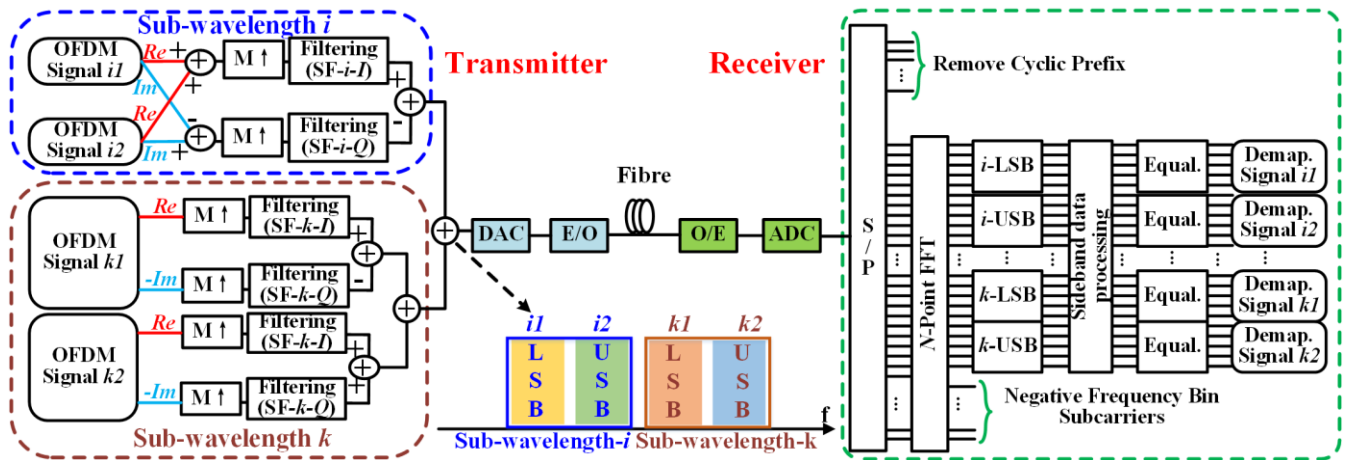 Sub-wavelength i
OFDM
Signal i1
Re
+
+
M ↑
Filtering
(SF-i-I)
+
Im
Re
-
OFDM
Signal i2
Im
+
M ↑
Filtering
(SF-i-Q)
-
OFDM
Signal k1
Re
M ↑
Filtering
(SF-k-I)
+
-Im
M ↑
Filtering
(SF-k-Q)
-
OFDM
Signal k2
Re
M ↑
Filtering
(SF-k-I)
+
-Im
M ↑
Filtering
(SF-k-Q)
+
Sub-wavelength k
Transmitter
Receiver
DAC
E/O
Fibre
O/E
ADC
i1 i2 k1 k2
L U L U
S S S S
B B B B
f
Sub-wavelength-i Sub-wavelength-k
S
/
P
Remove Cyclic Prefix
N-Point FFT
i-LSB
i-USB
k-LSB
k-USB
Sideband data
processing
Equal.
Equal.
Equal.
Equal.
Demap.
Signal i1
Demap.
Signal i2
Demap.
Signal k1
Demap.
Signal k2
Negative Frequency Bin
Subcarriers